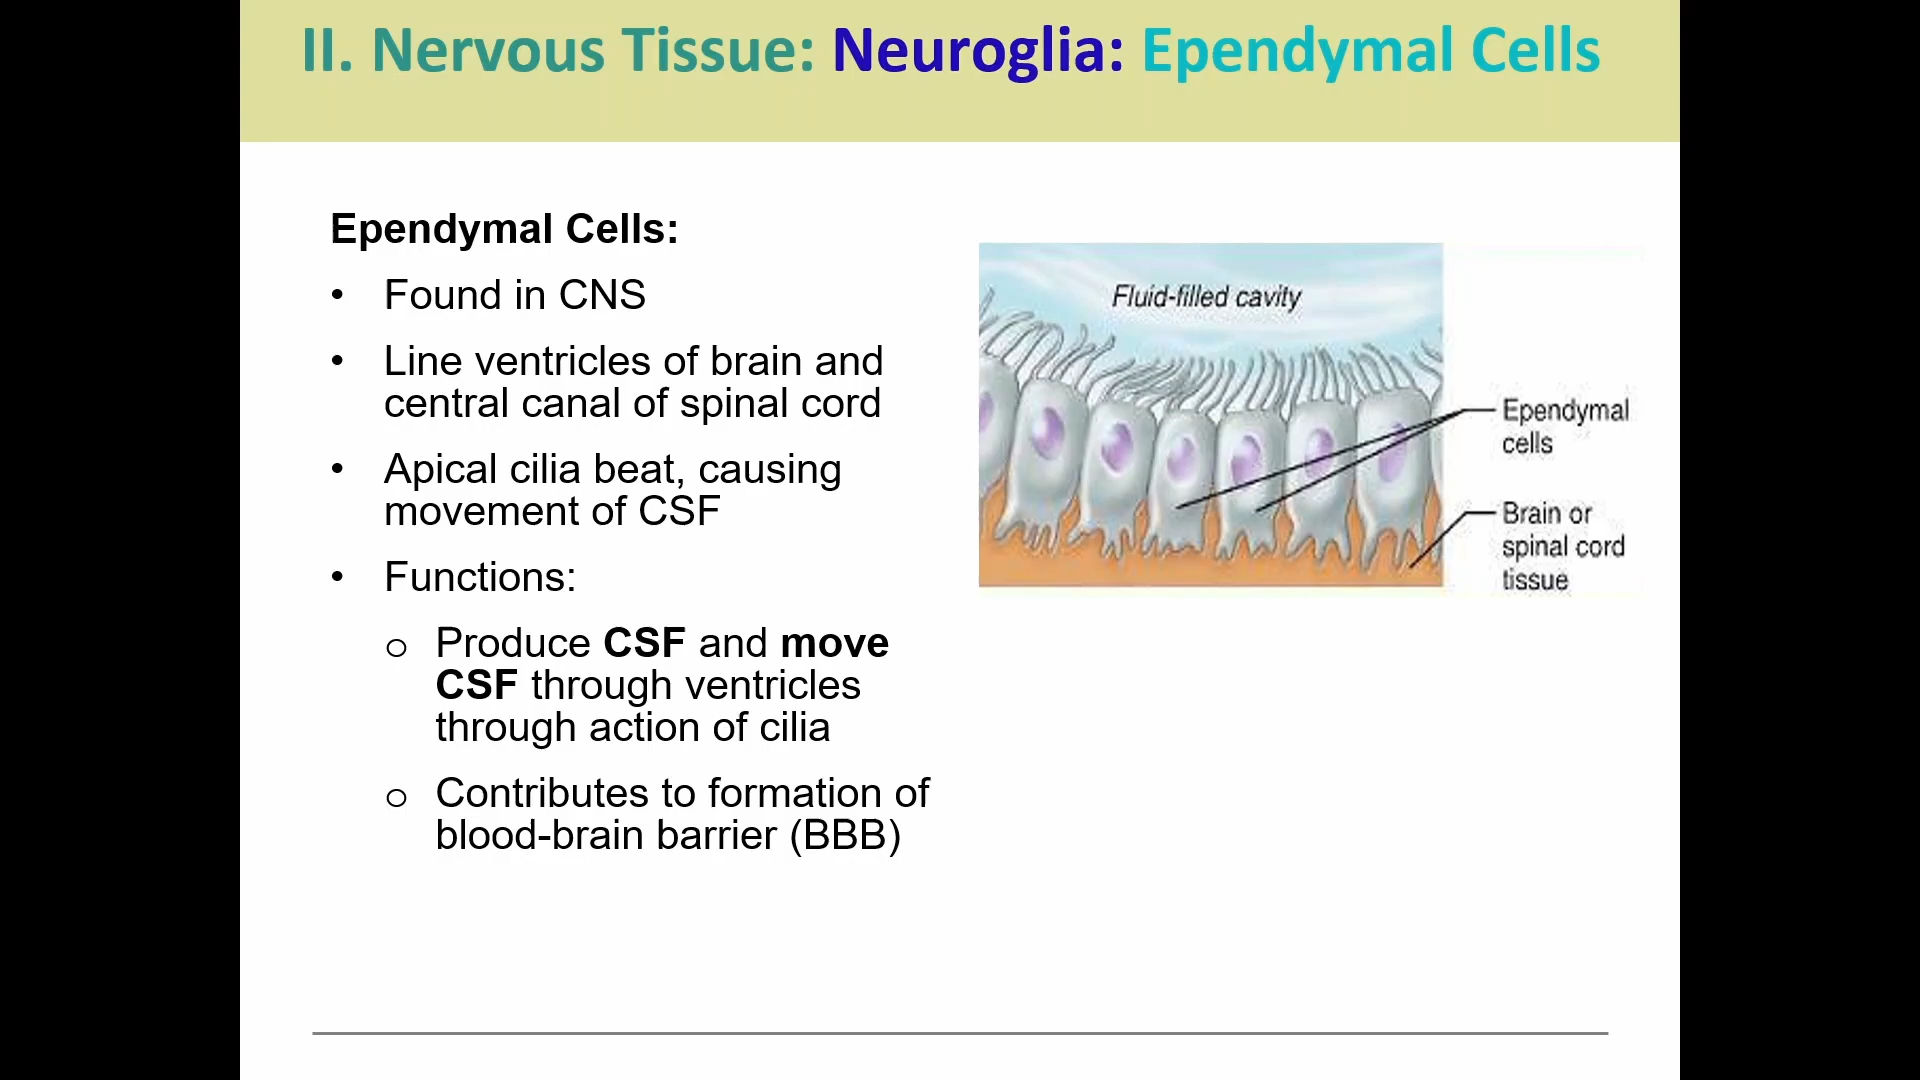 II. Nervous Tissue: Neuroglia: Ependymal Cells
Ependymal Cells:
• Found in CNS
• Line ventricles of brain and
central canal of spinal cord
• Apical cilia beat, causing
movement of CSF
• Functions:
o Produce CSF and move
CSF through ventricles
through action of cilia
o Contributes to formation of
blood-brain barrier (BBB)
Fluid-filled cavity
Ependymal
cells
Brain or
spinal cord
tissue